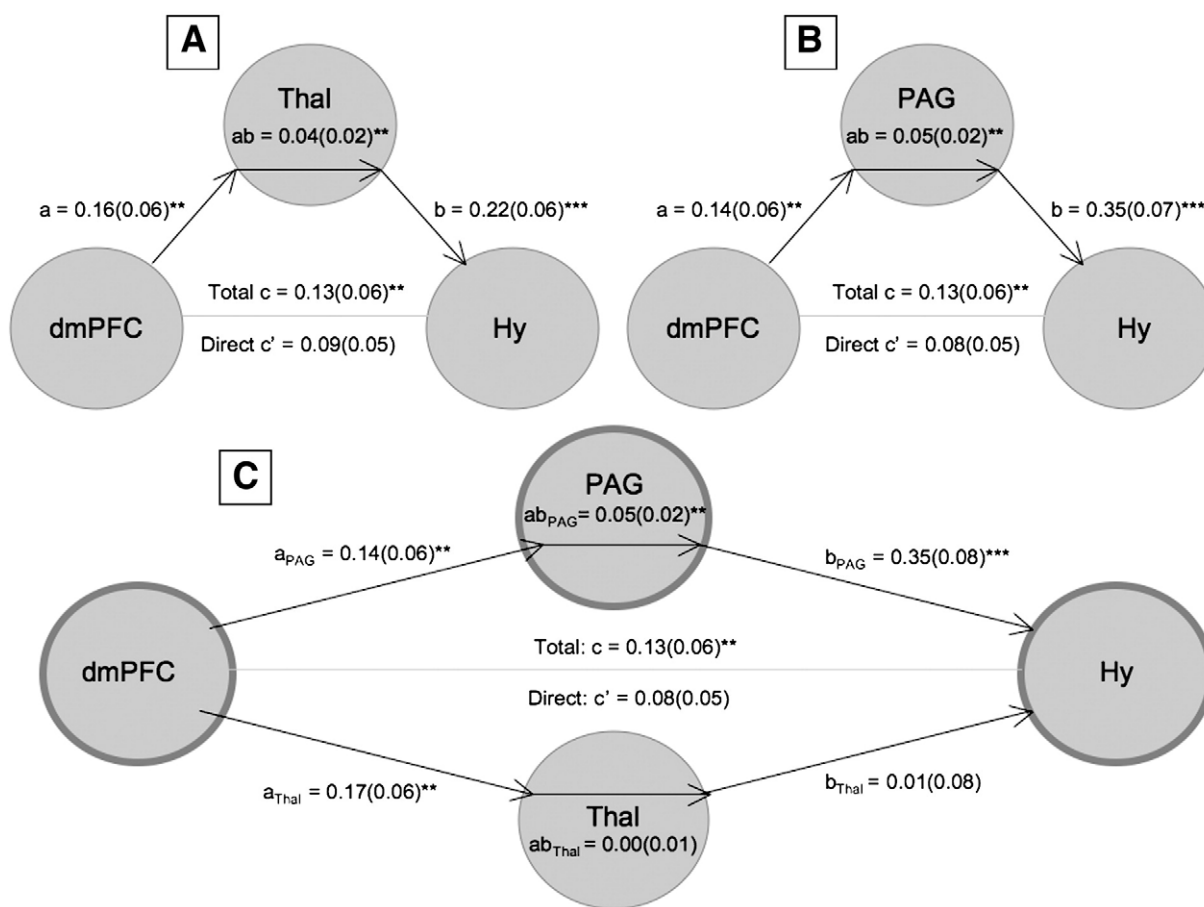 A
Thal
ab = 0.04(0.02)**
a = 0.16(0.06)**
b = 0.22(0.06)***
Total c = 0.13(0.06)**
dmPFC
Hy
Direct c' = 0.09(0.05)
B
PAG
ab = 0.05(0.02)**
a = 0.14(0.06)**
b = 0.35(0.07)***
Total c = 0.13(0.06)**
dmPFC
Hy
Direct c' = 0.08(0.05)
C
PAG
abPAG= 0.05(0.02)**
aPAG = 0.14(0.06)**
bPAG = 0.35(0.08)***
Total: c = 0.13(0.06)**
dmPFC
Hy
Direct: c' = 0.08(0.05)
aThal = 0.17(0.06)**
bThal = 0.01(0.08)
Thal
abThal = 0.00(0.01)